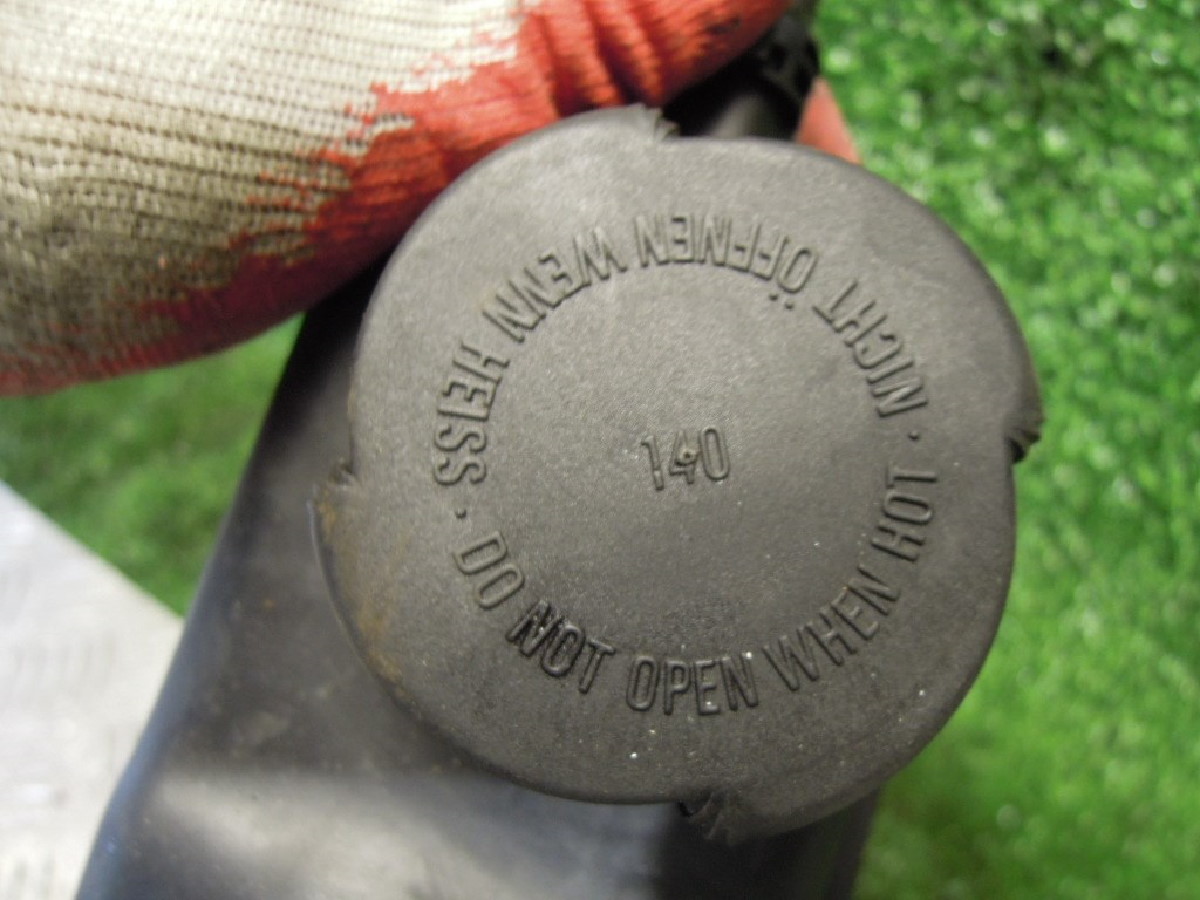 NICHT ÖFFNEN WENN HEISS ·
DO NOT OPEN WHEN HOT ·
140